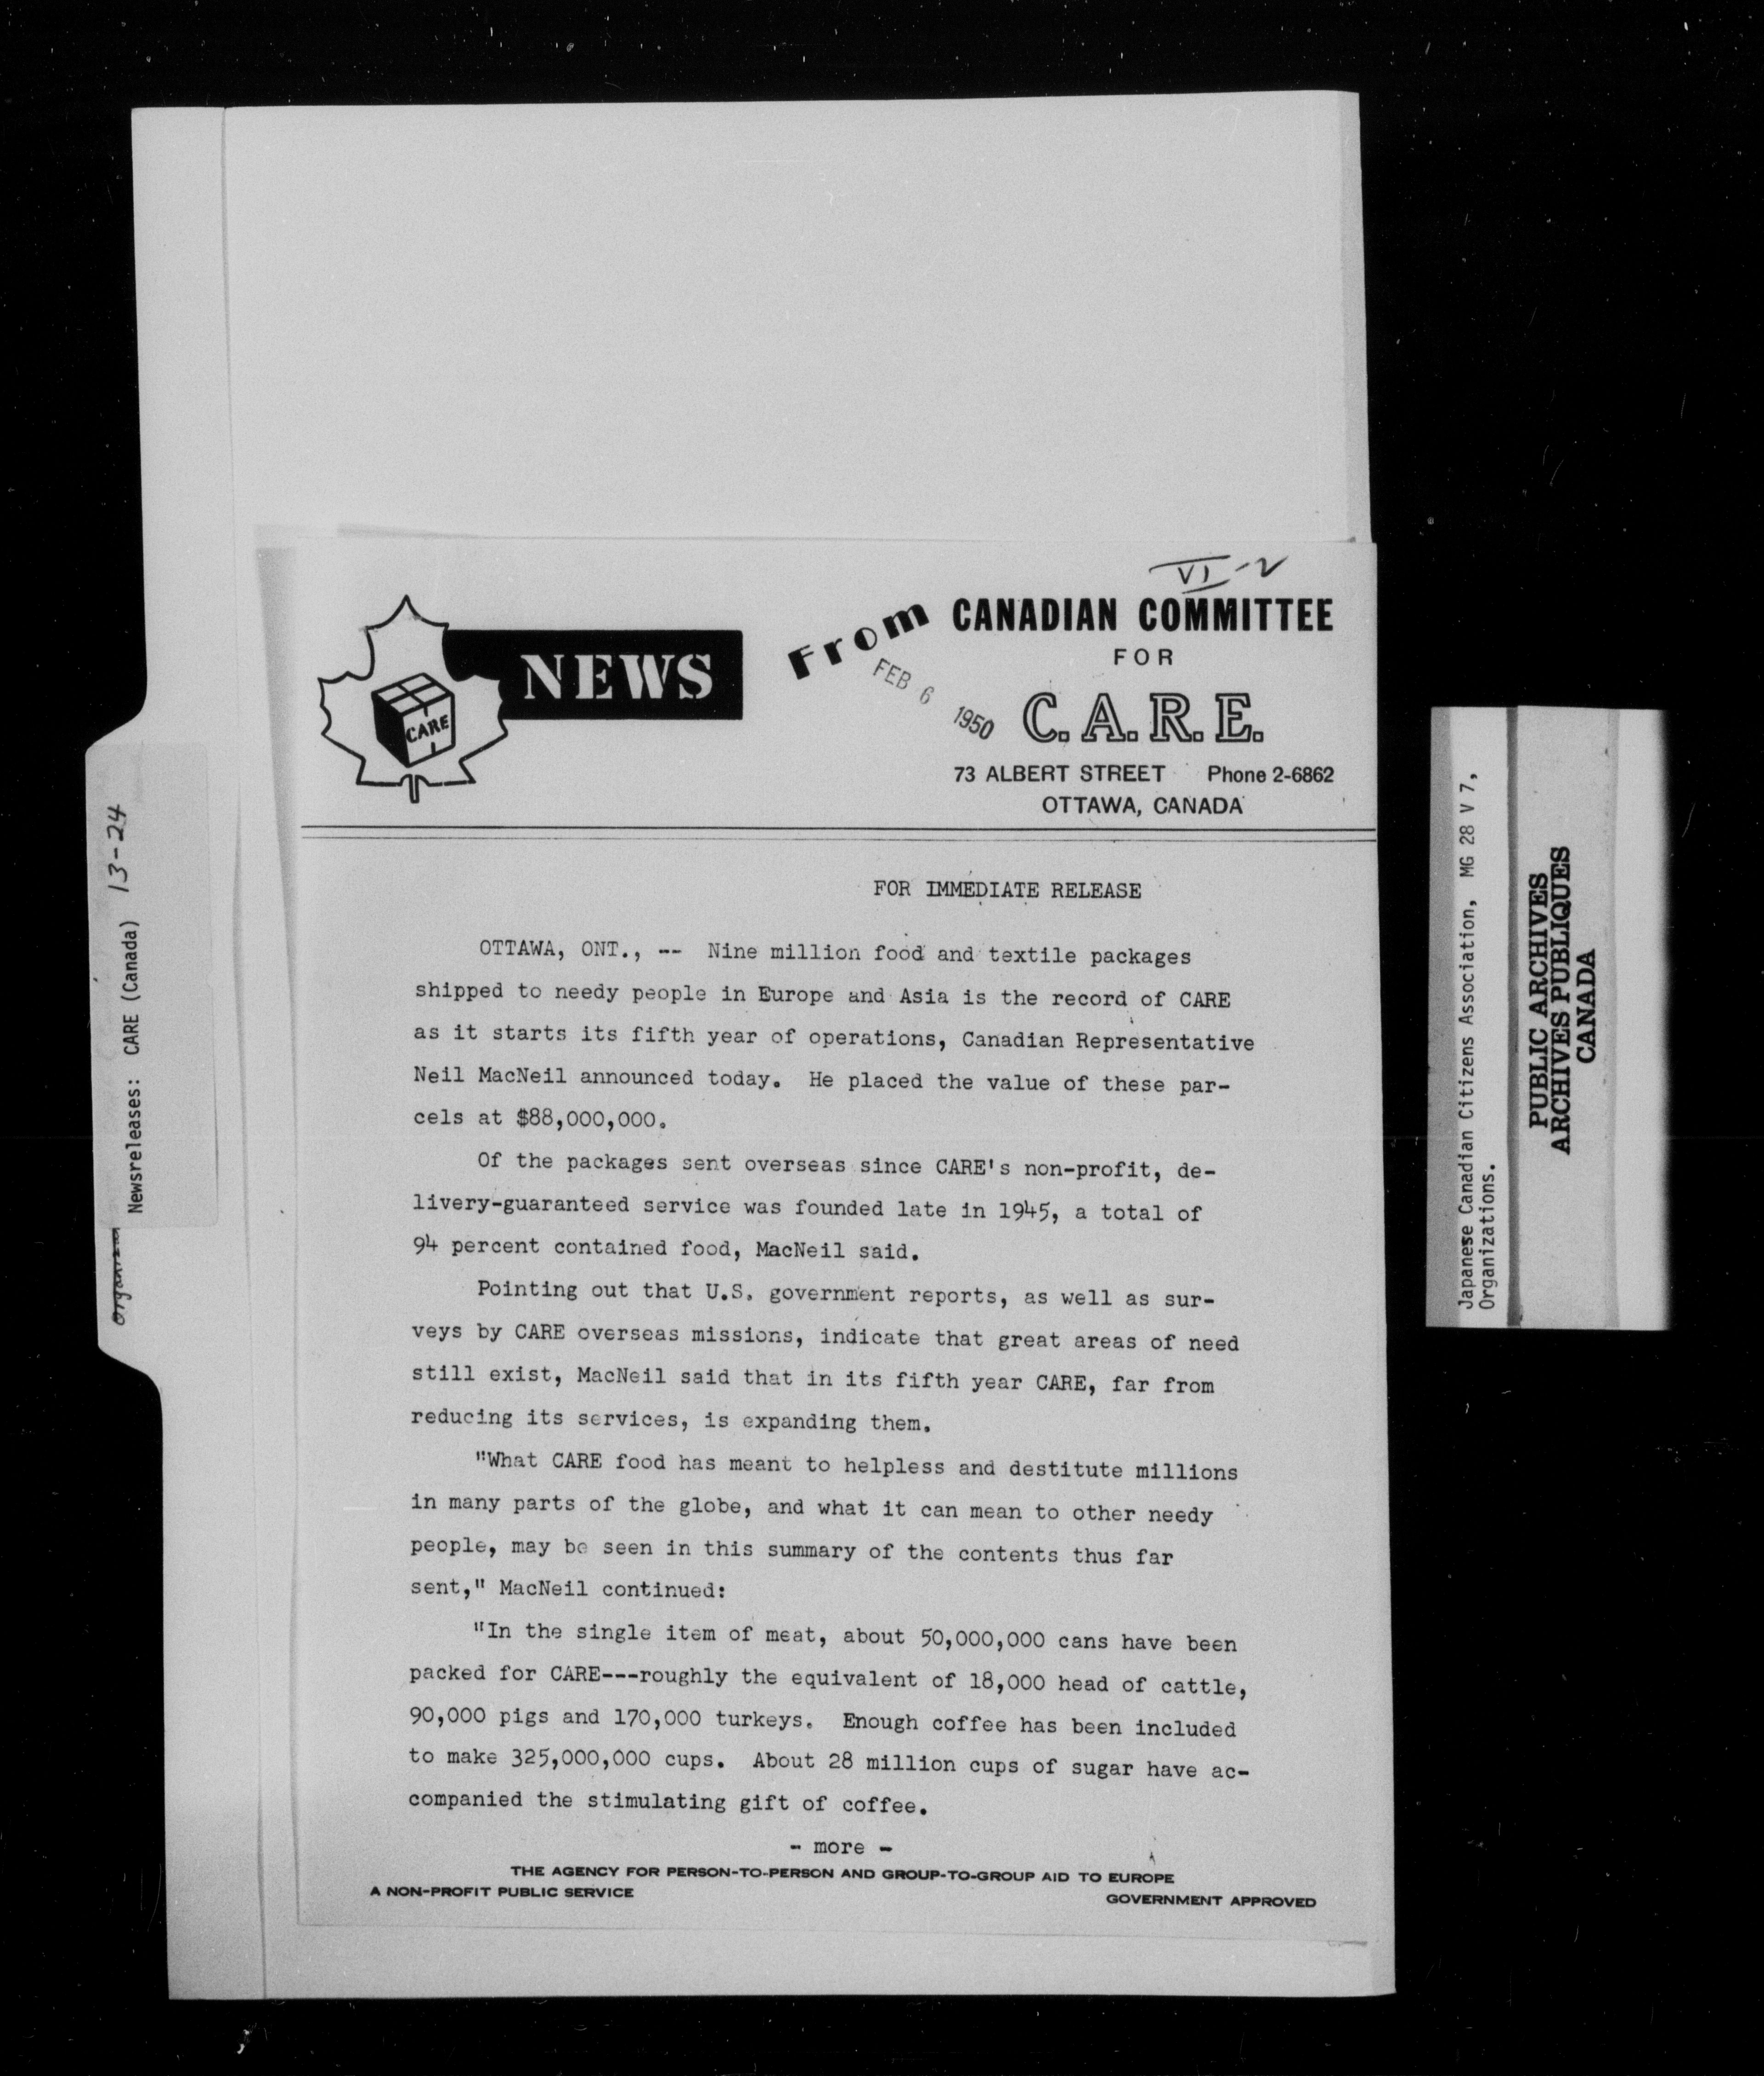 VI-2
NEWS
CARE
From
CANADIAN COMMITTEE
FOR
C.A.R.E.
FEB 6 1950
73 ALBERT STREET Phone 2-6862
OTTAWA, CANADA
FOR IMMEDIATE RELEASE
OTTAWA, ONT., -- Nine million food and textile packages
shipped to needy people in Europe and Asia is the record of CARE
as it starts its fifth year of operations, Canadian Representative
Neil MacNeil announced today. He placed the value of these par-
cels at $88,000,000.
Of the packages sent overseas since CARE's non-profit, de-
livery-guaranteed service was founded late in 1945, a total of
94 percent contained food, MacNeil said.
Pointing out that U.S. government reports, as well as sur-
veys by CARE overseas missions, indicate that great areas of need
still exist, MacNeil said that in its fifth year CARE, far from
reducing its services, is expanding them.
"What CARE food has meant to helpless and destitute millions
in many parts of the globe, and what it can mean to other needy
people, may be seen in this summary of the contents thus far
sent," MacNeil continued:
"In the single item of meat, about 50,000,000 cans have been
packed for CARE---roughly the equivalent of 18,000 head of cattle,
90,000 pigs and 170,000 turkeys. Enough coffee has been included
to make 325,000,000 cups. About 28 million cups of sugar have ac-
companied the stimulating gift of coffee.
- more -
THE AGENCY FOR PERSON-TO-PERSON AND GROUP-TO-GROUP AID TO EUROPE
A NON-PROFIT PUBLIC SERVICE
GOVERNMENT APPROVED
Newsreleases: CARE (Canada) 13-24
Japanese Canadian Citizens Association, MG 28 V 7,
Organizations.
PUBLIC ARCHIVES
ARCHIVES PUBLIQUES
CANADA